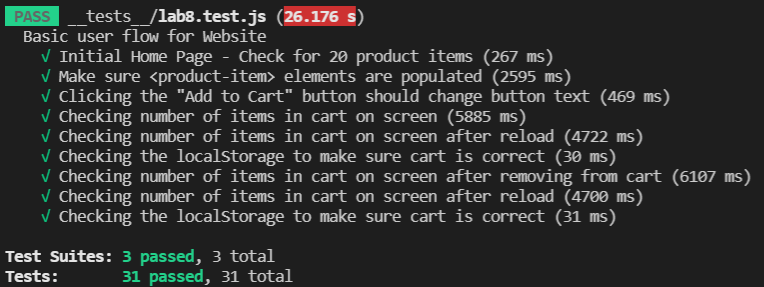 PASS __tests__/lab8.test.js (26.176 s)
Basic user flow for Website
√ Initial Home Page - Check for 20 product items (267 ms)
√ Make sure <product-item> elements are populated (2595 ms)
√ Clicking the "Add to Cart" button should change button text (469 ms)
√ Checking number of items in cart on screen (5885 ms)
√ Checking number of items in cart on screen after reload (4722 ms)
√ Checking the localStorage to make sure cart is correct (30 ms)
√ Checking number of items in cart on screen after removing from cart (6107 ms)
√ Checking number of items in cart on screen after reload (4700 ms)
√ Checking the localStorage to make sure cart is correct (31 ms)
Test Suites: 3 passed, 3 total
Tests: 31 passed, 31 total